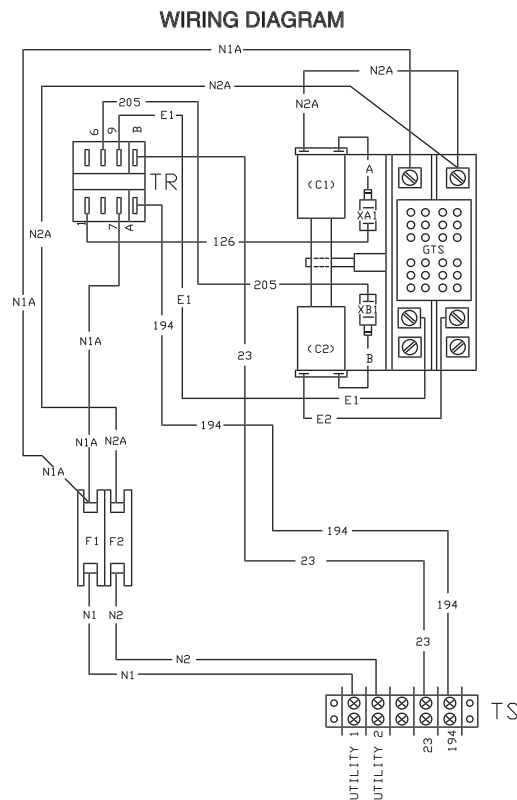 WIRING DIAGRAM
N1A
N2A
N2A
N2A
205
E1
6
9
B
A
(C1)
TR
XA1
1
7
A
126
N2A
GTS
205
E1
N1A
XB1
194
N1A
23
(C2)
B
E1
E2
194
N1A
N2A
N1A
194
F1
F2
23
194
N1
N2
23
N2
N1
TS
UTILITY 1
UTILITY 2
23
194